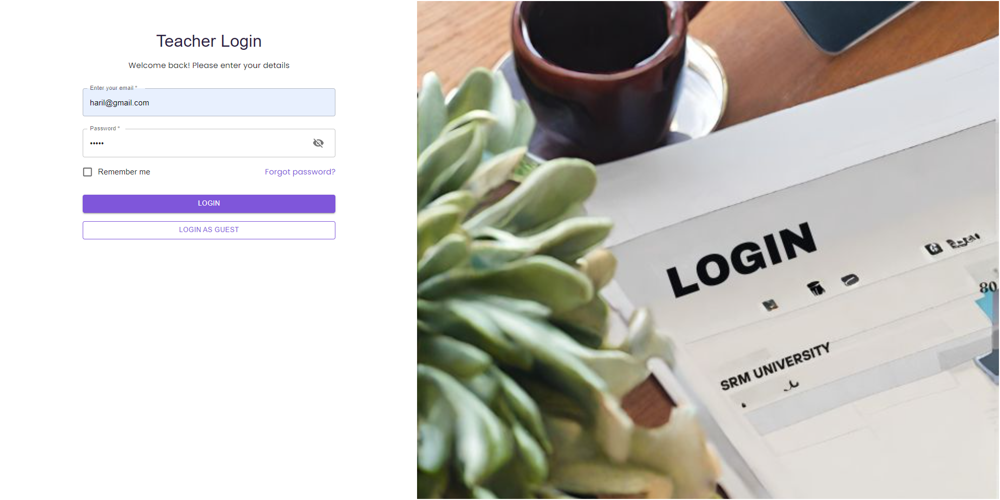 Teacher Login
Welcome back! Please enter your details
Enter your email *
haril@gmail.com
Password *
•••••
Remember me
Forgot password?
LOGIN
LOGIN AS GUEST
LOGIN
80
SRM UNIVERSITY